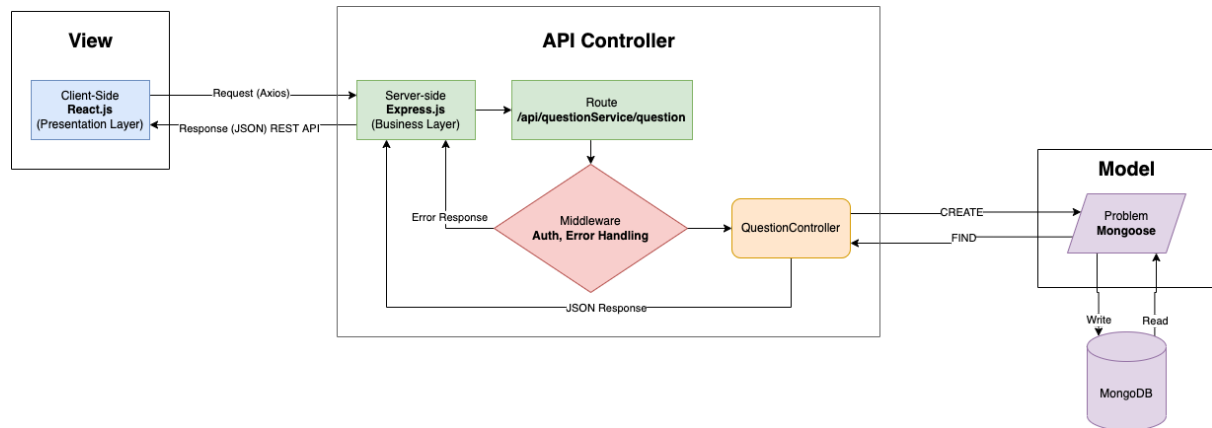 View
API Controller
Client-Side
React.js
(Presentation Layer)
Request (Axios)
Response (JSON) REST API
Server-side
Express.js
(Business Layer)
Route
/api/questionService/question
Error Response
Middleware
Auth, Error Handling
QuestionController
JSON Response
CREATE
FIND
Model
Problem
Mongoose
Write
Read
MongoDB